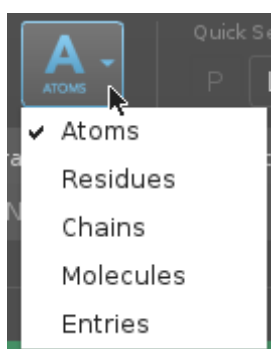 Quick Se
A
ATOMS
P
Atoms
Residues
Chains
Molecules
Entries